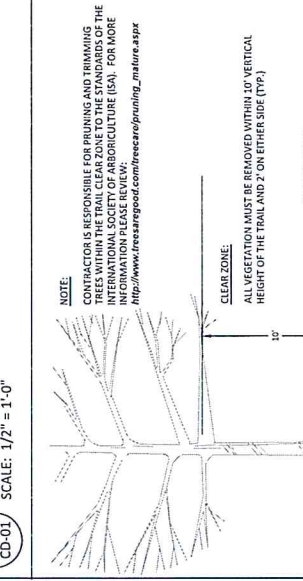 CD-01 SCALE: 1/2" = 1'-0"
NOTE:
CONTRACTOR IS RESPONSIBLE FOR PRUNING AND TRIMMING
TREES WITHIN THE TRAIL CLEAR ZONE TO THE STANDARDS OF THE
INTERNATIONAL SOCIETY OF ARBORICULTURE (ISA). FOR MORE
INFORMATION PLEASE REVIEW:
http://www.treesaregood.com/treecare/pruning_mature.aspx
CLEAR ZONE:
ALL VEGETATION MUST BE REMOVED WITHIN 10' VERTICAL
HEIGHT OF THE TRAIL AND 2' ON EITHER SIDE (TYP.)
10'